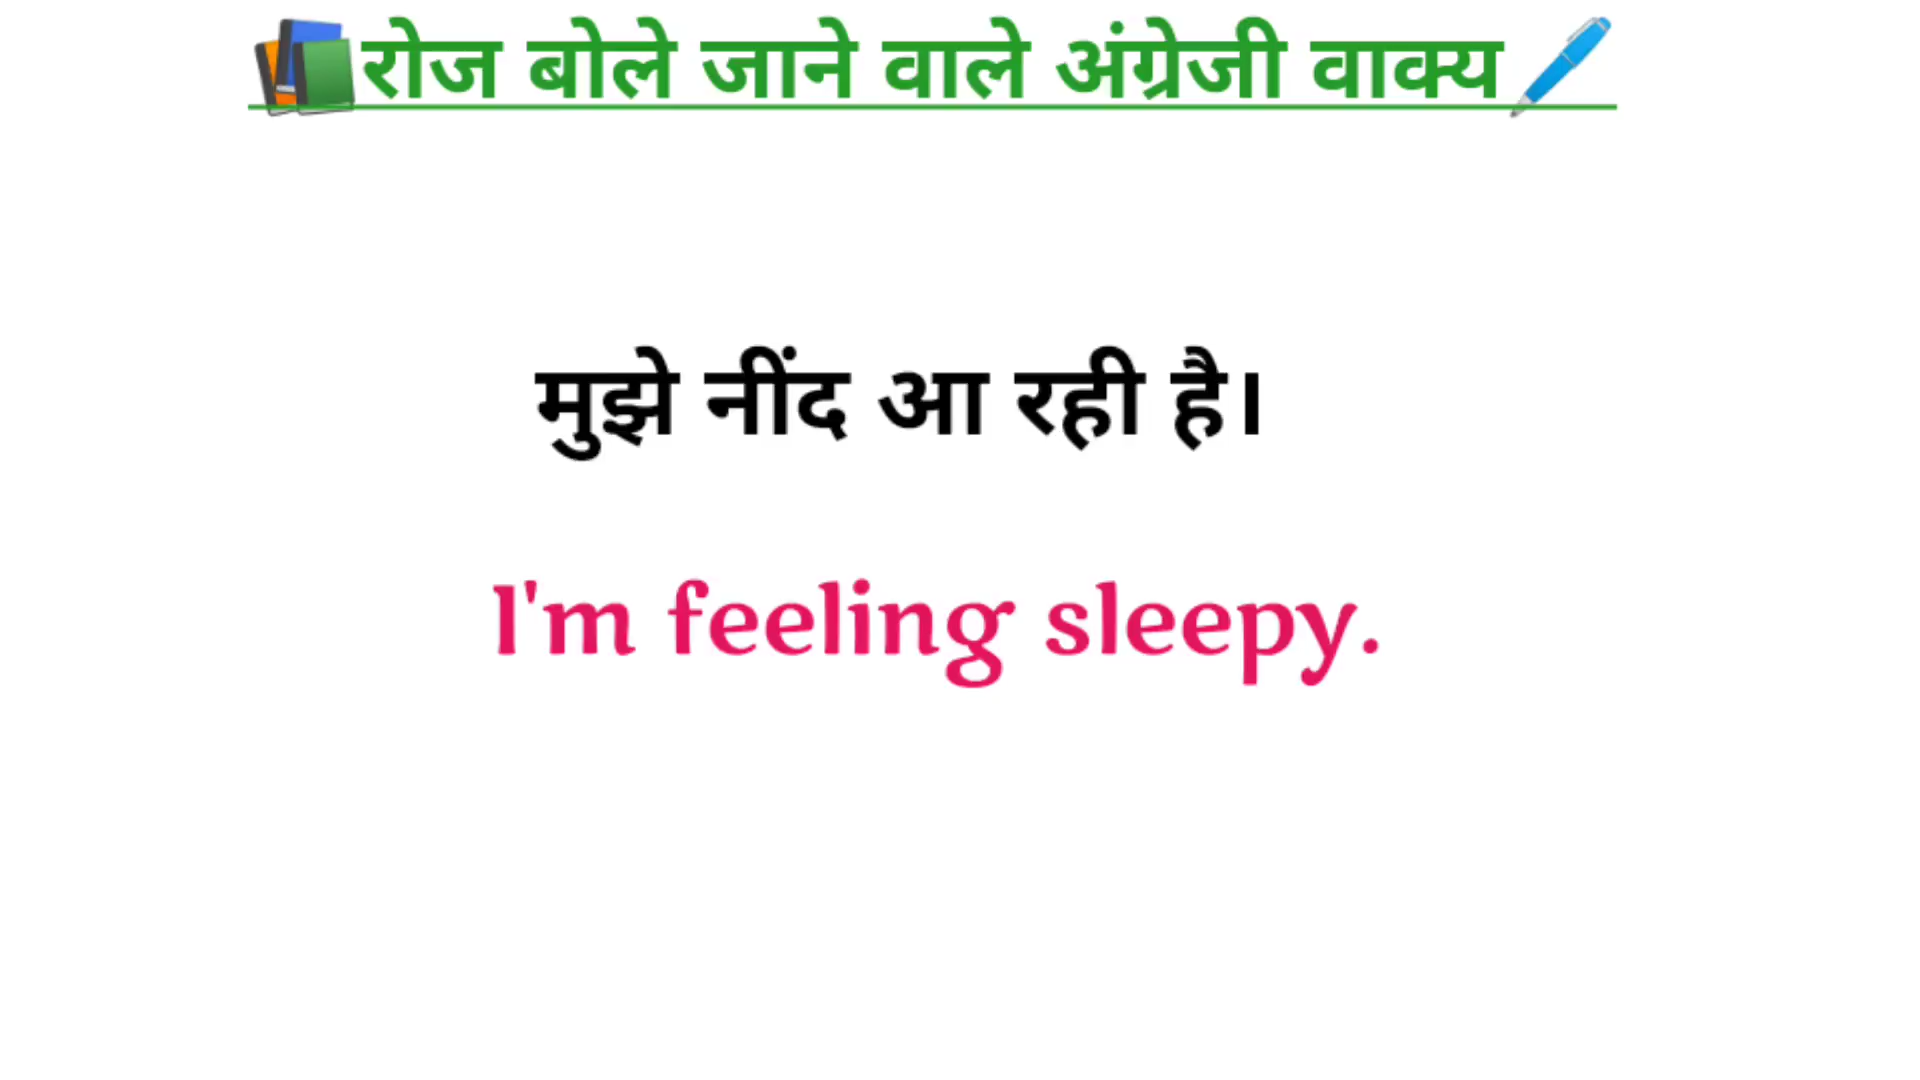 📚रोज बोले जाने वाले अंग्रेजी वाक्य🖊️
मुझे नींद आ रही है।
I'm feeling sleepy.